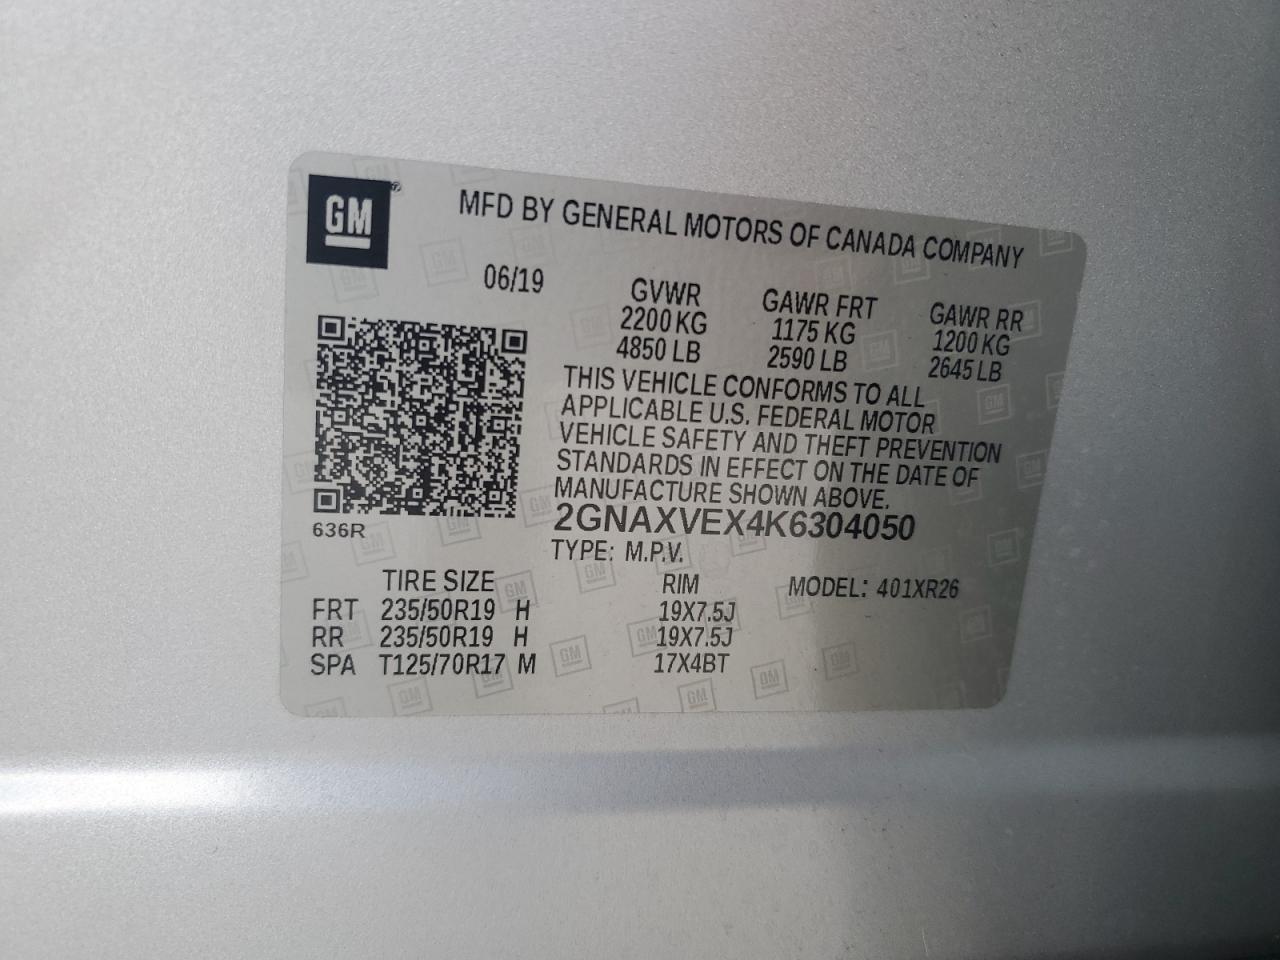 GM®
MFD BY GENERAL MOTORS OF CANADA COMPANY
06/19
GVWR GAWR FRT GAWR RR
2200 KG 1175 KG 1200 KG
4850 LB 2590 LB 2645 LB
THIS VEHICLE CONFORMS TO ALL
APPLICABLE U.S. FEDERAL MOTOR
VEHICLE SAFETY AND THEFT PREVENTION
STANDARDS IN EFFECT ON THE DATE OF
MANUFACTURE SHOWN ABOVE.
636R
2GNAXVEX4K6304050
TYPE: M.P.V.
TIRE SIZE RIM MODEL: 401XR26
FRT 235/50R19 H 19X7.5J
RR 235/50R19 H 19X7.5J
SPA T125/70R17 M 17X4BT